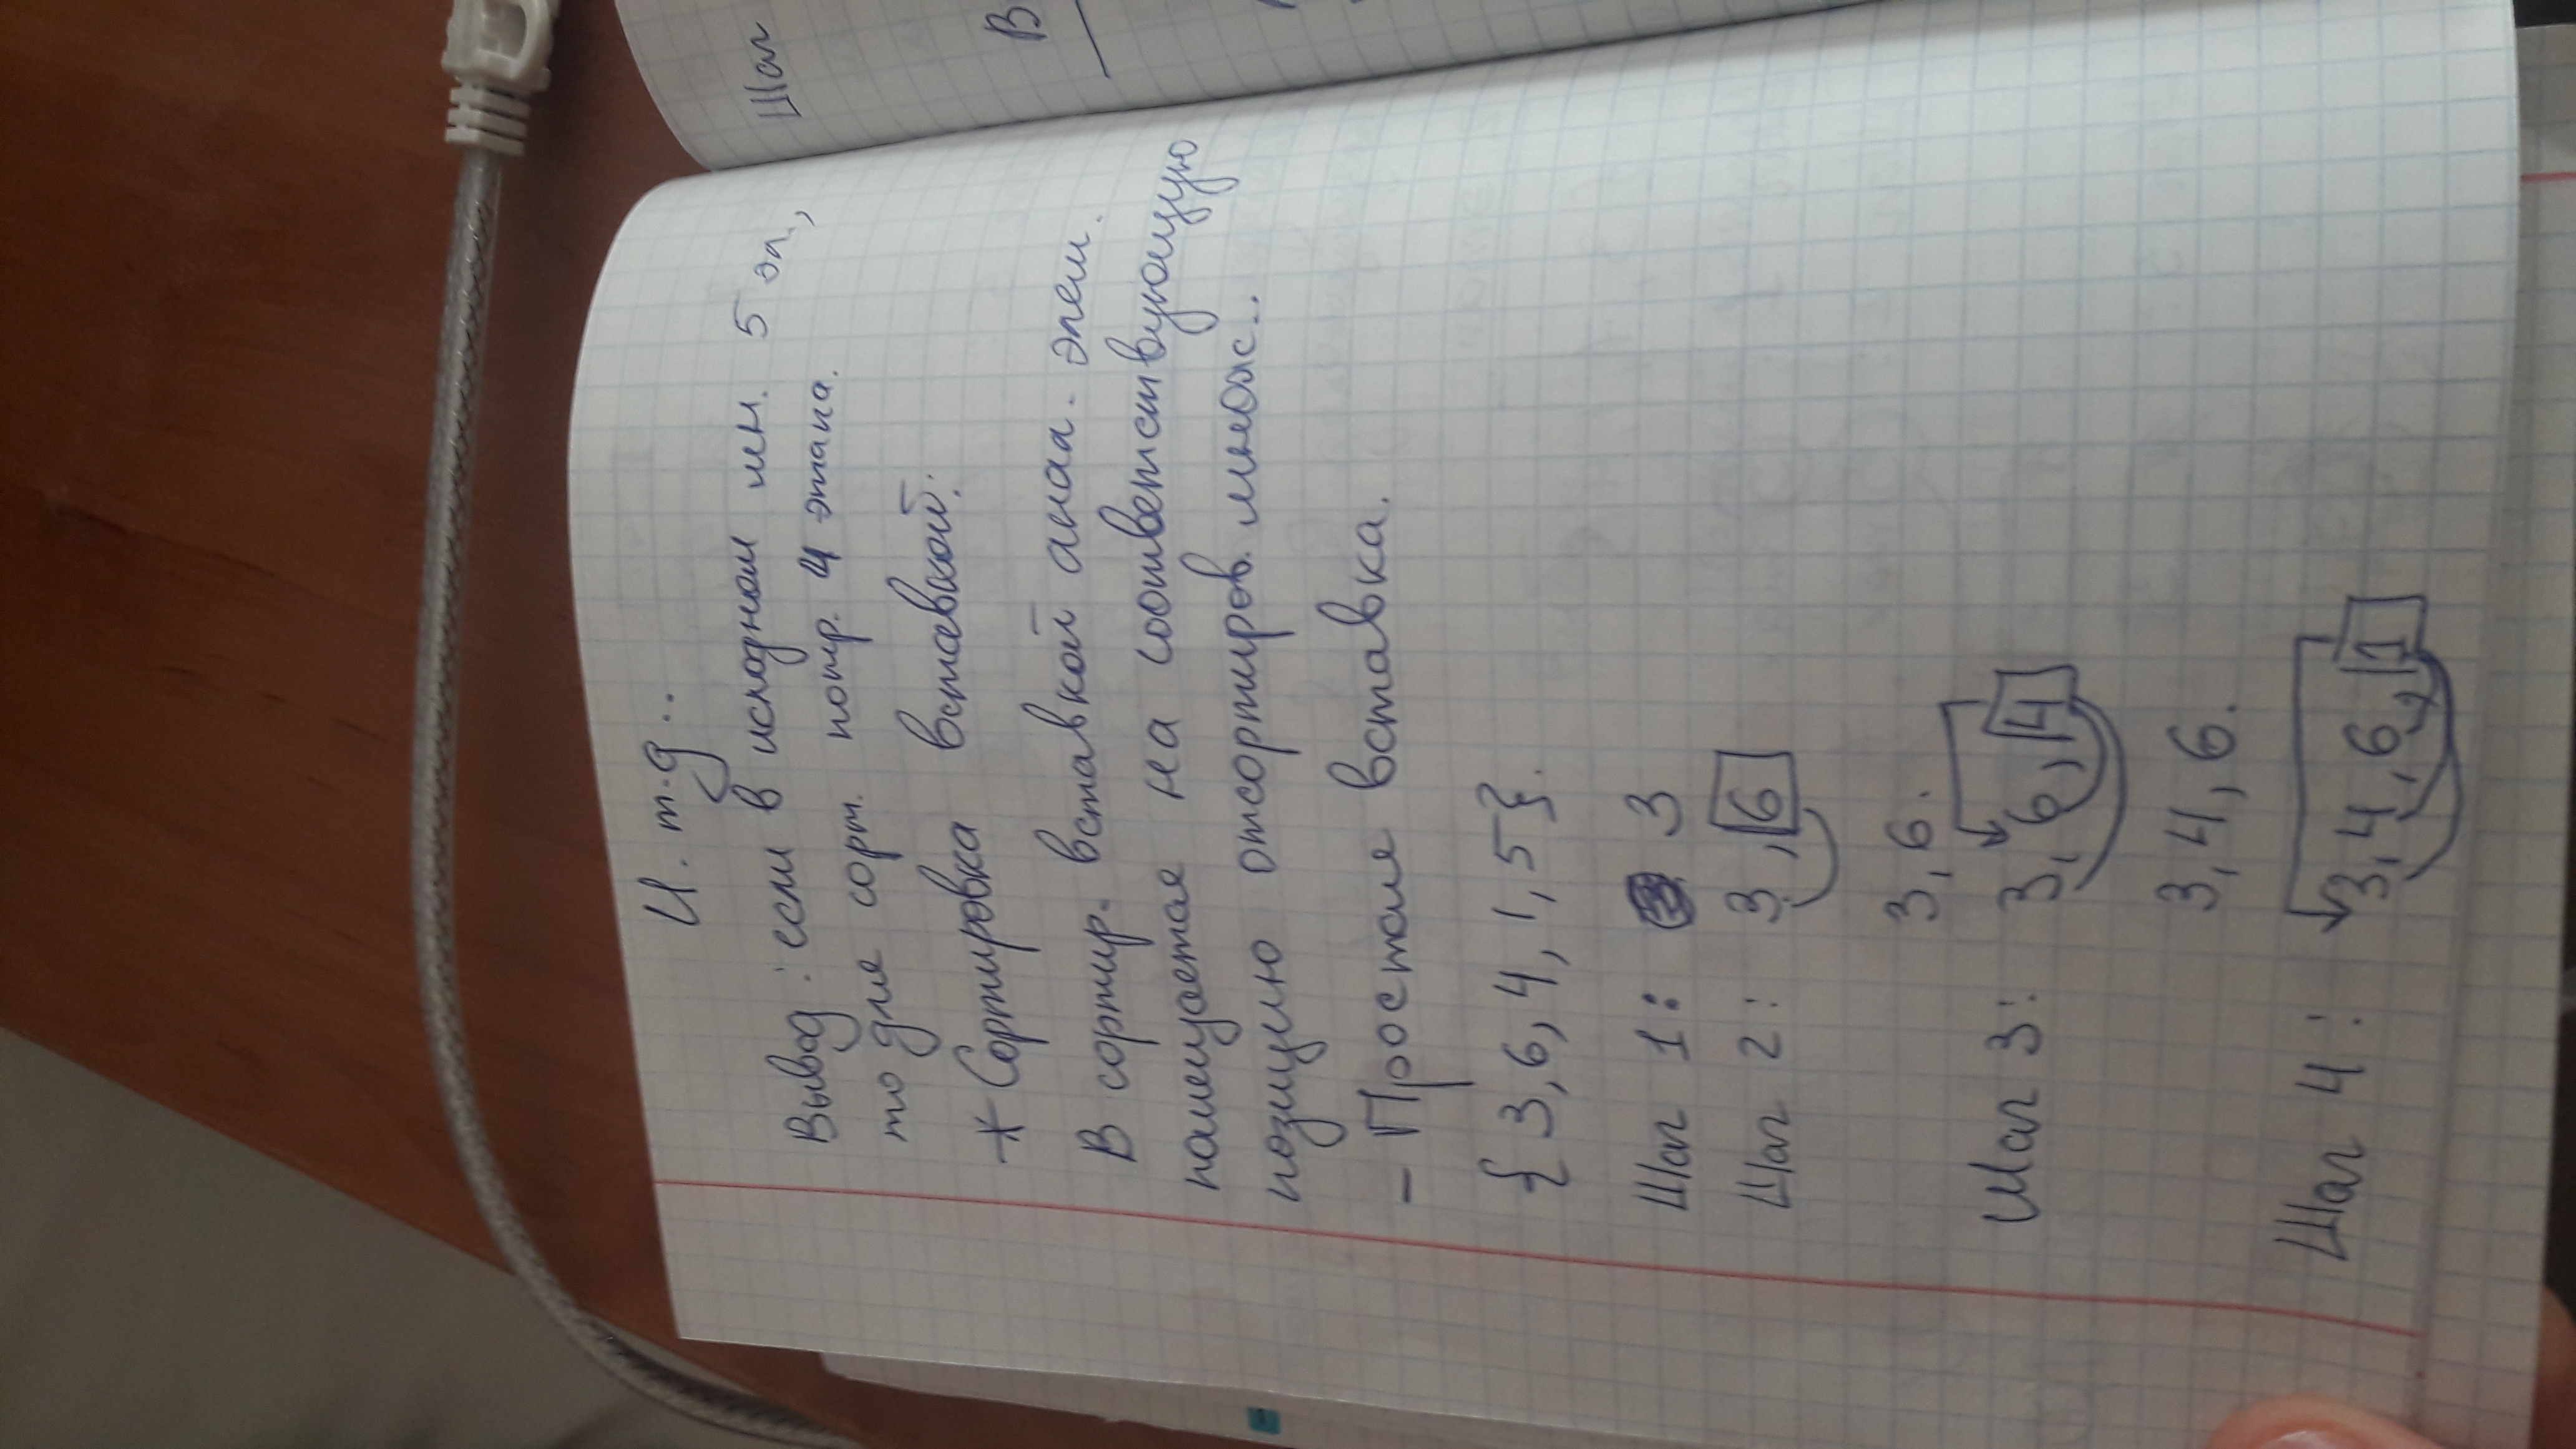 И. т.д..
Вывод: если в исходном мн. 5 эл.,
то для сорт. потр. 4 этапа.
* Сортировка вставкой:
В сортир. вставкой анал. элем.
помещается на соответствующую
позицию отсортиров. множ..
- Простая вставка.
{3, 6, 4, 1, 5}.
Шаг 1: 3
Шаг 2: 3, 6
3, 6.
Шаг 3: 3, 6, 4
3, 4, 6.
Шаг 4: 3, 4, 6, 1
Шаг
В